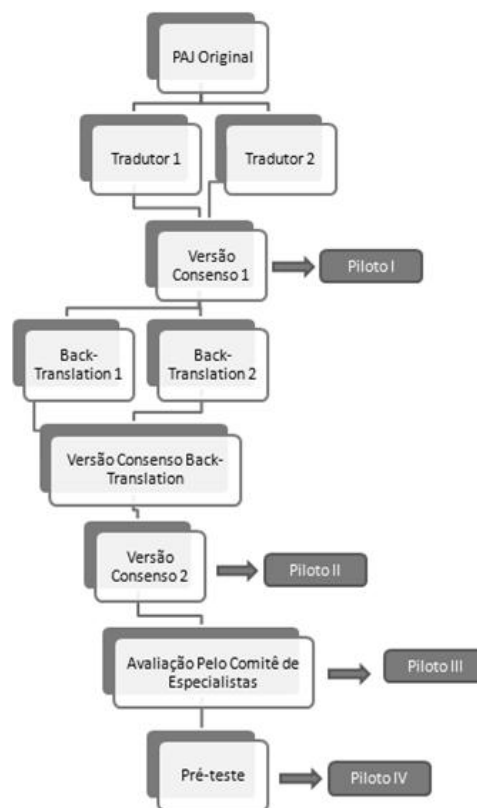 PAJ Original
Tradutor 1
Tradutor 2
Versão
Consenso 1
Piloto I
Back-
Translation 1
Back-
Translation 2
Versão Consenso Back-
Translation
Versão
Consenso 2
Piloto II
Avaliação Pelo Comitê de
Especialistas
Piloto III
Pré-teste
Piloto IV